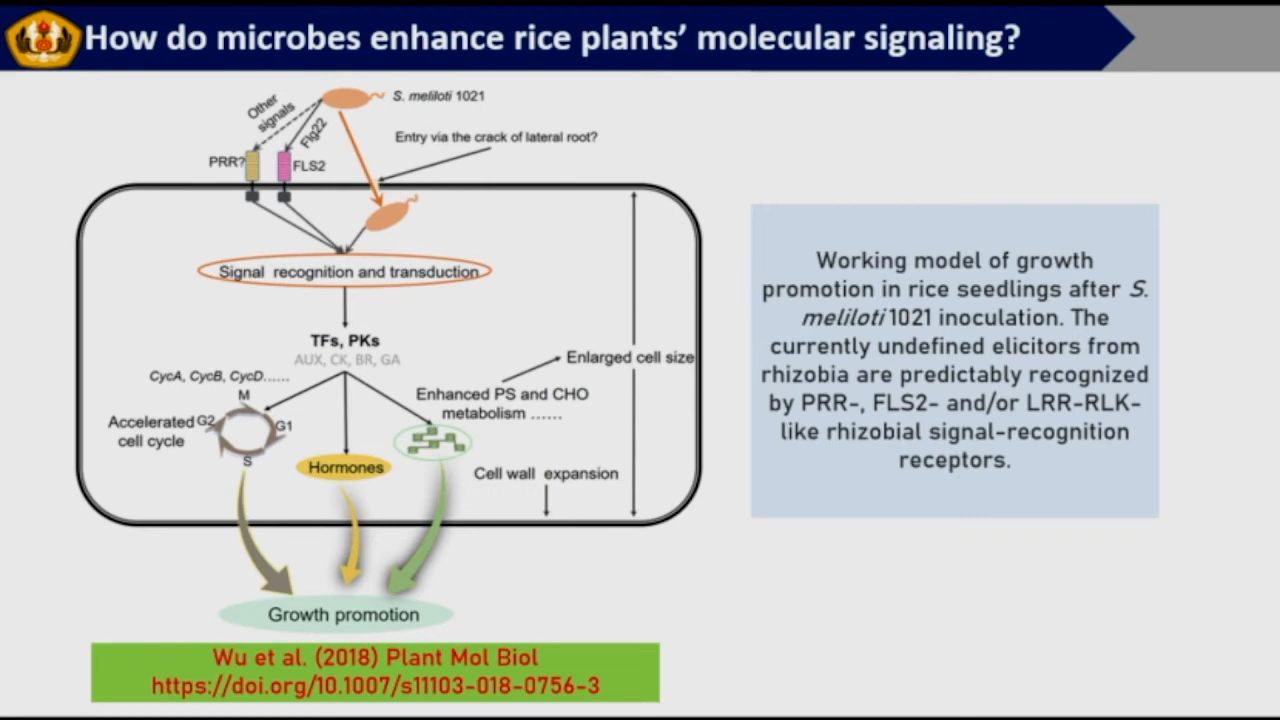 How do microbes enhance rice plants' molecular signaling?
Other
signals
Flg22
S. meliloti 1021
Entry via the crack of lateral root?
PRR?
FLS2
Signal recognition and transduction
TFs, PKs
AUX, CK, BR, GA
Enlarged cell size
CycA, CycB, CycD......
Enhanced PS and CHO
metabolism ......
M
Accelerated
cell cycle
G2
G1
S
Hormones
Cell wall expansion
Growth promotion
Working model of growth
promotion in rice seedlings after S.
meliloti 1021 inoculation. The
currently undefined elicitors from
rhizobia are predictably recognized
by PRR-, FLS2- and/or LRR-RLK-
like rhizobial signal-recognition
receptors.
Wu et al. (2018) Plant Mol Biol
https://doi.org/10.1007/s11103-018-0756-3